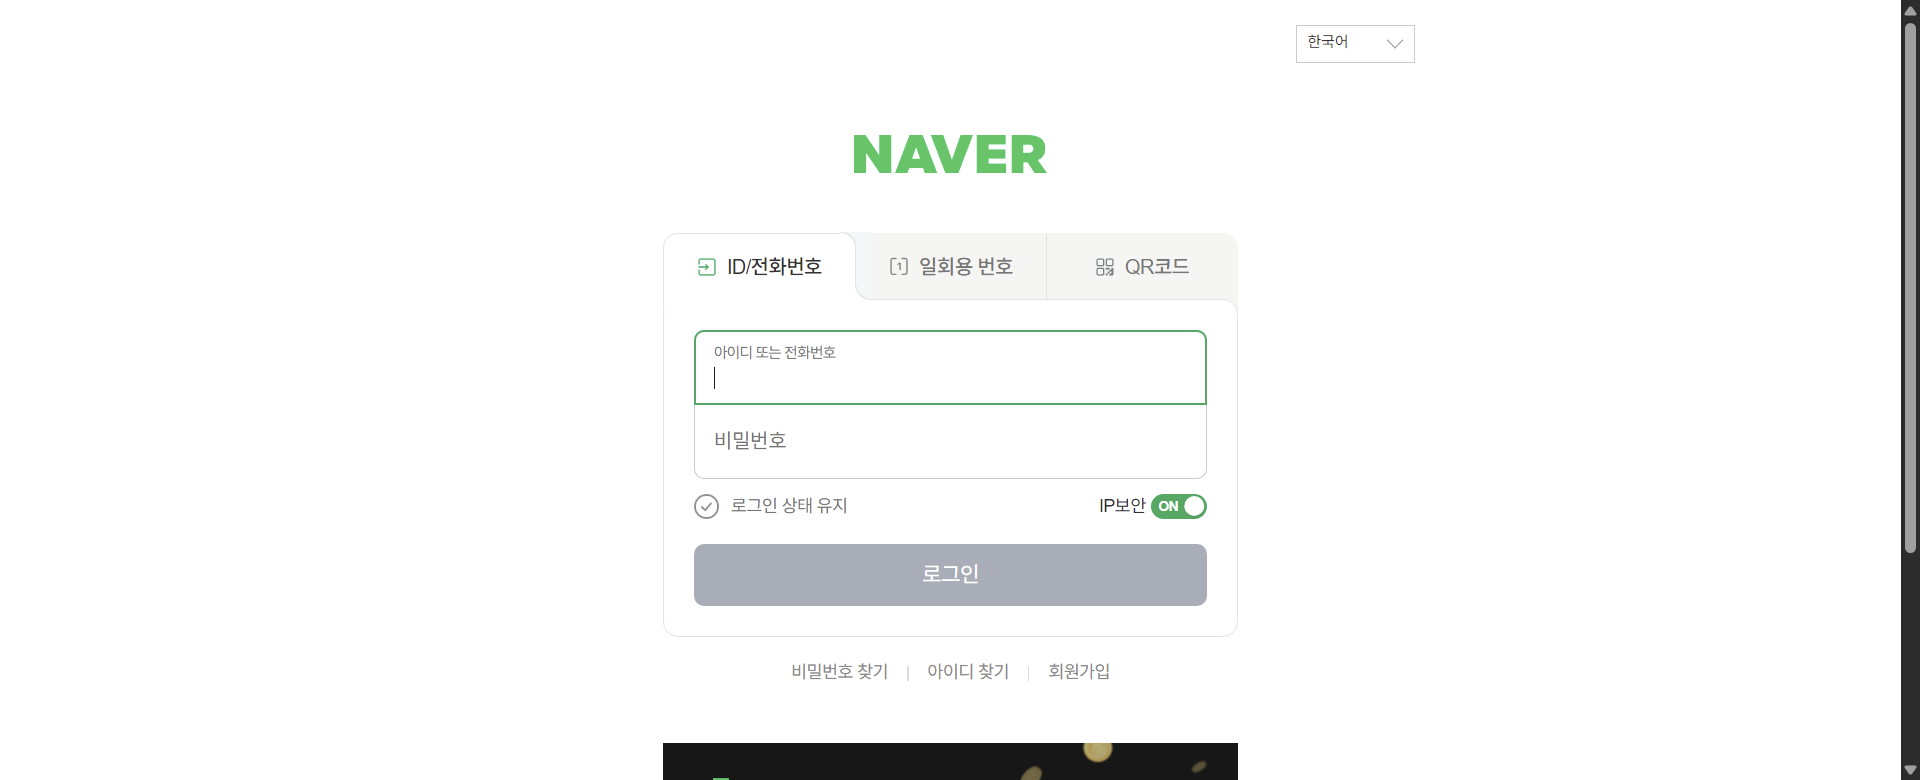 한국어
NAVER
ID/전화번호
1 일회용 번호
QR코드
아이디 또는 전화번호
비밀번호
로그인 상태 유지
IP보안 ON
로그인
비밀번호 찾기
아이디 찾기
회원가입